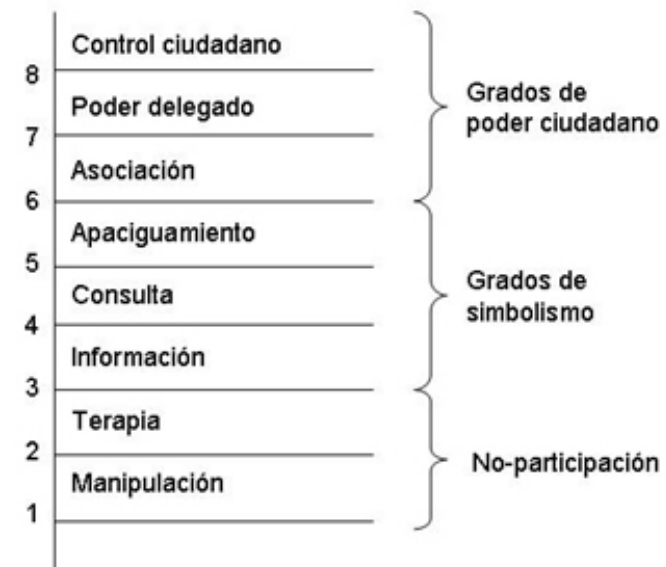 Control ciudadano
8
Poder delegado
7
Asociación
6
Apaciguamiento
5
Consulta
4
Información
3
Terapia
2
Manipulación
1
Grados de
poder ciudadano
Grados de
simbolismo
No-participación